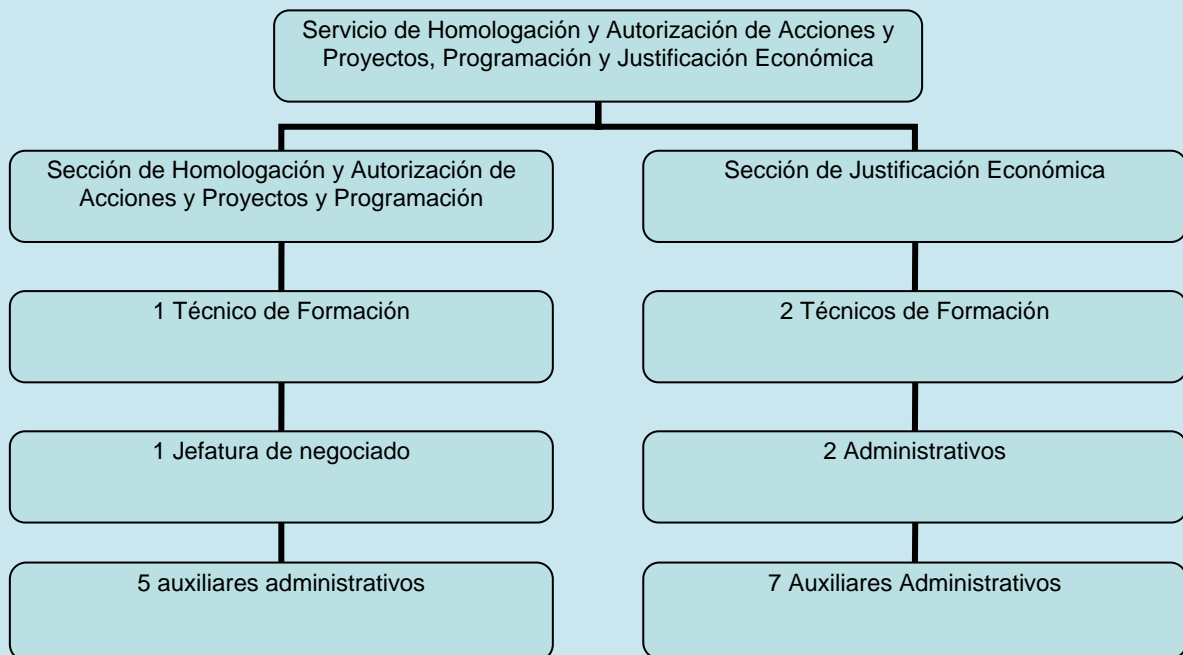 Servicio de Homologación y Autorización de Acciones y
Proyectos, Programación y Justificación Económica
Sección de Homologación y Autorización de
Acciones y Proyectos y Programación
Sección de Justificación Económica
1 Técnico de Formación
2 Técnicos de Formación
1 Jefatura de negociado
2 Administrativos
5 auxiliares administrativos
7 Auxiliares Administrativos